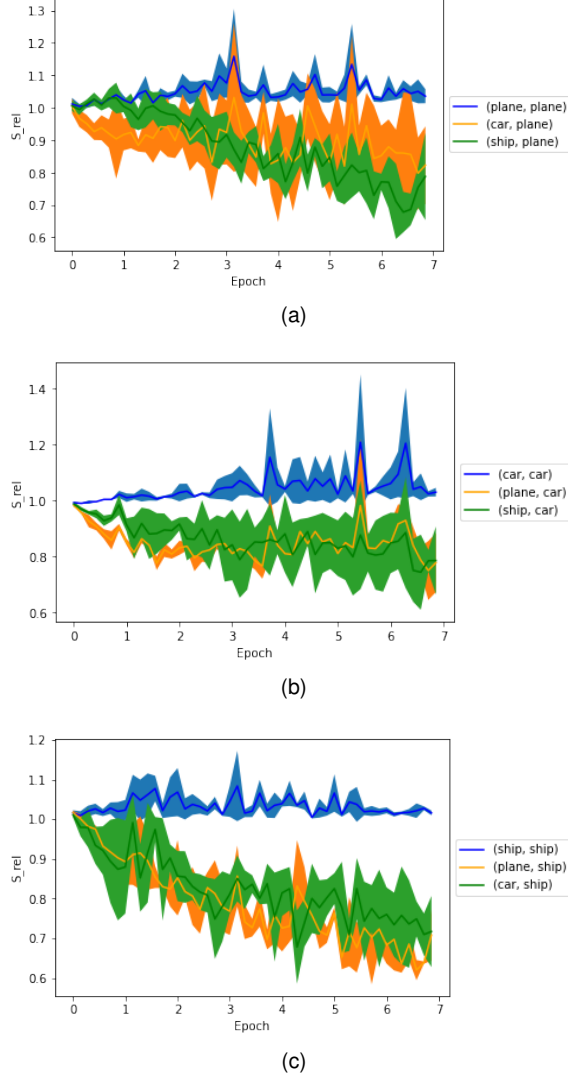 1.3
1.2
1.1
1.0
0.9
0.8
0.7
0.6
S_rel
0 1 2 3 4 5 6 7
Epoch
(plane, plane)
(car, plane)
(ship, plane)
(a)
1.4
1.2
1.0
0.8
0.6
S_rel
0 1 2 3 4 5 6 7
Epoch
(car, car)
(plane, car)
(ship, car)
(b)
1.2
1.1
1.0
0.9
0.8
0.7
0.6
S_rel
0 1 2 3 4 5 6 7
Epoch
(ship, ship)
(plane, ship)
(car, ship)
(c)